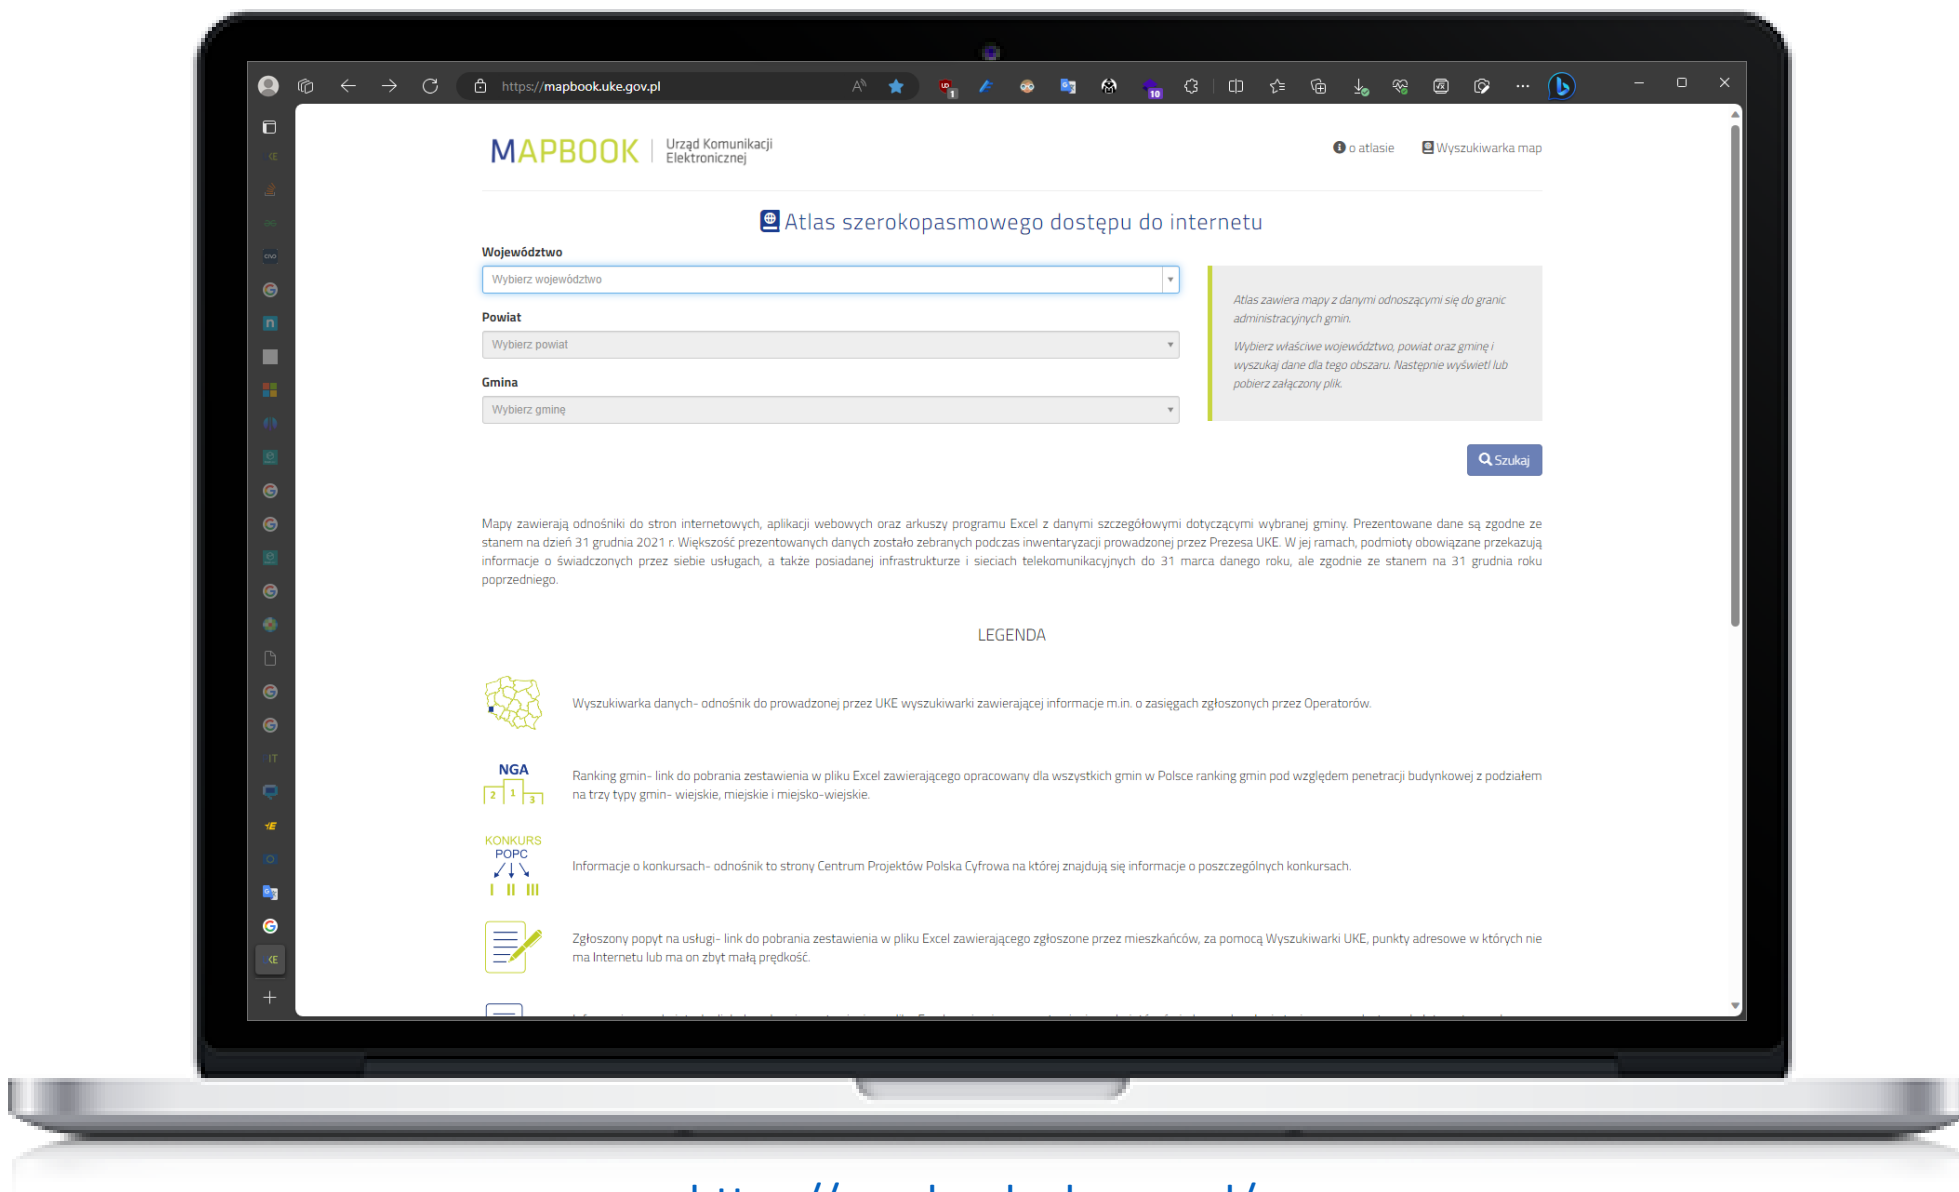 https://mapbook.uke.gov.pl
1
10
MAPBOOK
Urząd Komunikacji
Elektronicznej
o atlasie
Wyszukiwarka map
Atlas szerokopasmowego dostępu do internetu
Województwo
Wybierz województwo
Powiat
Wybierz powiat
Gmina
Wybierz gminę
Atlas zawiera mapy z danymi odnoszącymi się do granic
administracyjnych gmin.
Wybierz właściwe województwo, powiat oraz gminę i
wyszukaj dane dla tego obszaru. Następnie wyświetl lub
pobierz załączony plik.
Szukaj
Mapy zawierają odnośniki do stron internetowych, aplikacji webowych oraz arkuszy programu Excel z danymi szczegółowymi dotyczącymi wybranej gminy. Prezentowane dane są zgodne ze
stanem na dzień 31 grudnia 2021 r. Większość prezentowanych danych zostało zebranych podczas inwentaryzacji prowadzonej przez Prezesa UKE. W jej ramach, podmioty obowiązane przekazują
informacje o świadczonych przez siebie usługach, a także posiadanej infrastrukturze i sieciach telekomunikacyjnych do 31 marca danego roku, ale zgodnie ze stanem na 31 grudnia roku
poprzedniego.
LEGENDA
Wyszukiwarka danych- odnośnik do prowadzonej przez UKE wyszukiwarki zawierającej informacje m.in. o zasięgach zgłoszonych przez Operatorów.
NGA
2 1 3
Ranking gmin- link do pobrania zestawienia w pliku Excel zawierającego opracowany dla wszystkich gmin w Polsce ranking gmin pod względem penetracji budynkowej z podziałem
na trzy typy gmin- wiejskie, miejskie i miejsko-wiejskie.
KONKURS
POPC
I II III
Informacje o konkursach- odnośnik to strony Centrum Projektów Polska Cyfrowa na której znajdują się informacje o poszczególnych konkursach.
Zgłoszony popyt na usługi- link do pobrania zestawienia w pliku Excel zawierającego zgłoszone przez mieszkańców, za pomocą Wyszukiwarki UKE, punkty adresowe w których nie
ma Internetu lub ma on zbyt małą prędkość.